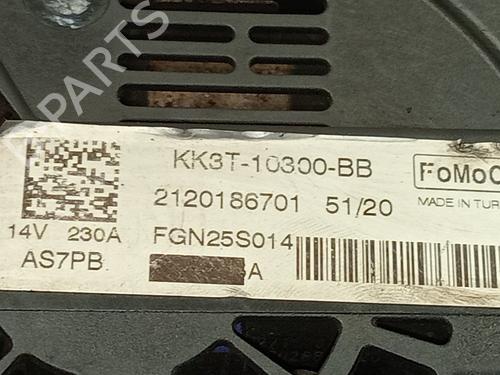 PARTS
KK3T-10300-BB
FoMoC
2120186701 51/20
MADE IN TUR
14V 230A
FGN25S014
AS7PB
A